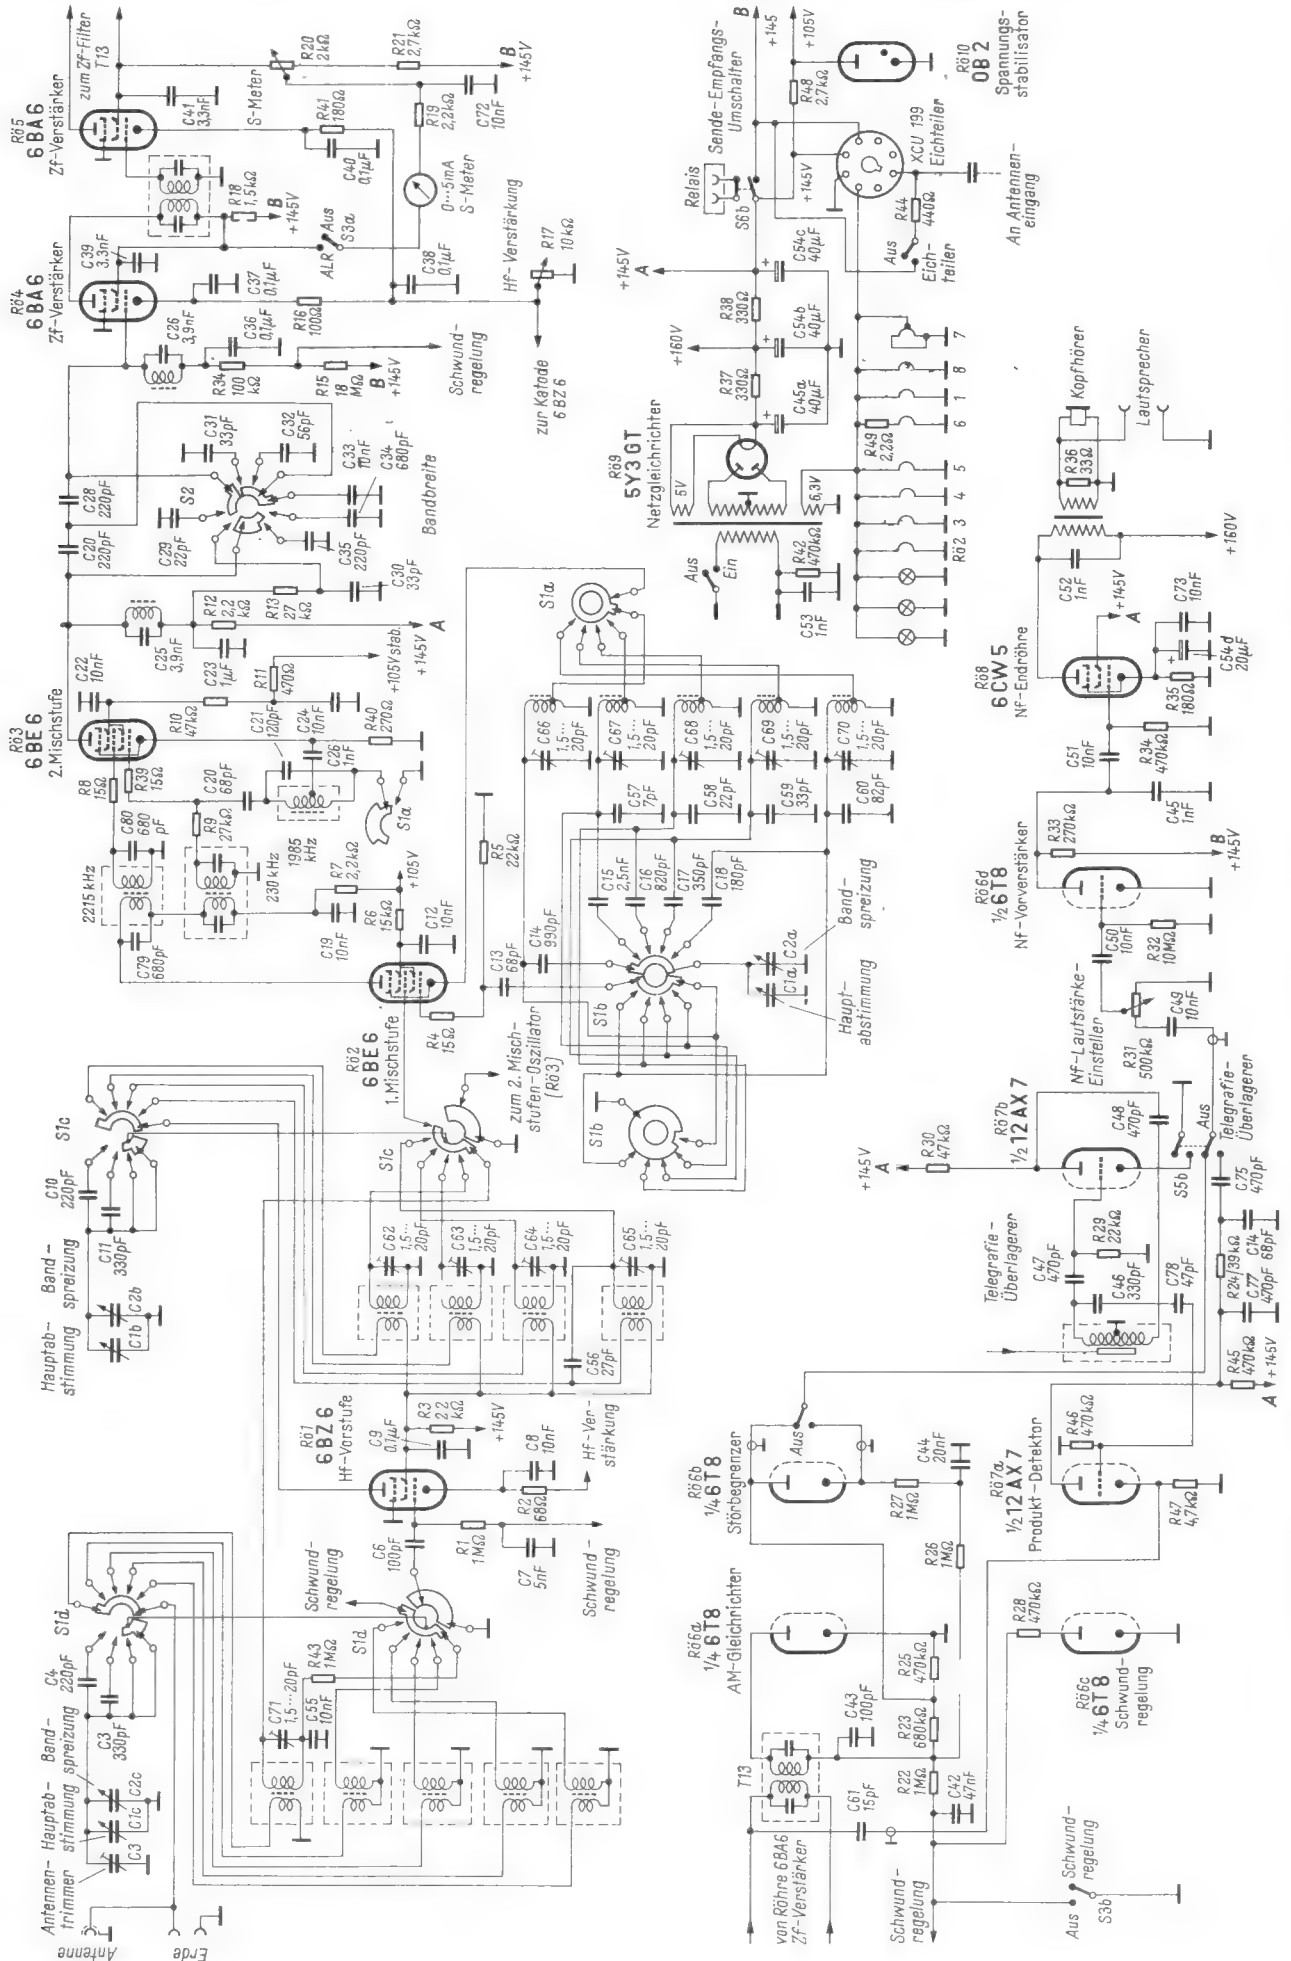 Antenne
Erde
Antennen-
trimmer
Hauptab-
stimmung
Band-
spreizung
C3
C1c
C2c
C3
330pF
C4
220pF
S1d
C71
1,5...20pF
C55
10nF
R43
1MΩ
S1d
Schwund-
regelung
C6
100pF
R1
1MΩ
C7
5nF
Schwund-
regelung
Rö1
6BZ6
Hf-Vorstufe
R2
68Ω
C8
10nF
Hf-Ver-
stärkung
C9
0,1µF
R3
2,2
kΩ
+145V
C56
27pF
Hauptab-
stimmung
Band-
spreizung
C1b
C2b
C11
330pF
C10
220pF
S1c
C62
1,5...
20pF
C63
1,5...
20pF
C64
1,5...
20pF
C65
1,5...
20pF
S1c
zum 2. Misch-
stufen-Oszillator
(Rö3)
Rö2
6BE6
1.Mischstufe
R4
15Ω
C12
10nF
R6
15kΩ
+105V
R7
2,2kΩ
C19
10nF
C79
680pF
2215 kHz
C80
680
pF
230 kHz
R9
27kΩ
R8
15Ω
R39
15Ω
C20
68pF
1985
kHz
C21
120pF
C24
10nF
C26
1nF
S1a
R40
270Ω
R5
22kΩ
Rö3
6BE6
2.Mischstufe
C22
10nF
R10
47kΩ
C23
1µF
R11
470Ω
+105V stab.
+145V
A
C25
3,9nF
R12
2,2
kΩ
R13
27
kΩ
C30
33pF
C20
220pF
C28
220pF
C29
22pF
S2
C31
33pF
C32
56pF
C33
10nF
C34
680pF
C35
220pF
Bandbreite
C26
3,9nF
R34
100
kΩ
C36
0,1µF
R15
18
MΩ
B
+145V
Schwund-
regelung
Rö4
6BA6
Zf-Verstärker
C39
3,3nF
C37
0,1µF
R16
100Ω
R18
1,5kΩ
B
+145V
ALR
Aus
S3a
C38
0,1µF
Hf-Verstärkung
R17
10kΩ
zur Katode
6BZ6
Rö5
6BA6
Zf-Verstärker
zum Zf-Filter
T13
C41
3,3nF
C40
0,1µF
R41
180Ω
S-Meter
R20
2kΩ
R21
2,7kΩ
R19
2,2kΩ
C72
10nF
0...5mA
S-Meter
B
+145V
C13
68pF
C14
990pF
S1b
C15
2,5nF
C16
820pF
C17
350pF
C18
180pF
C57
7pF
C58
22pF
C59
33pF
C60
82pF
C66
1,5...
20pF
C67
1,5...
20pF
C68
1,5...
20pF
C69
1,5...
20pF
C70
1,5...
20pF
S1a
S1b
C1a
C2a
Haupt-
abstimmung
Band-
spreizung
von Röhre 6BA6
Zf-Verstärker
T13
C61
15pF
C43
100pF
R22
1MΩ
C42
47nF
R23
680kΩ
R25
470kΩ
Schwund-
regelung
Aus
Schwund-
regelung
S3b
Rö6a
1/4 6T8
AM-Gleichrichter
Rö6b
1/4 6T8
Störbegrenzer
Aus
R27
1MΩ
R26
1MΩ
C44
20nF
R28
470kΩ
Rö6c
1/4 6T8
Schwund-
regelung
Rö7a
1/2 12AX7
Produkt-Detektor
R46
470kΩ
R47
4,7kΩ
R45
470kΩ
A
+145V
C77
470pF
R24/39kΩ
C14
68pF
C75
470pF
Telegrafie-
Überlagerer
C47
470pF
C46
330pF
R29
22kΩ
C78
47pF
+145V
A
R30
47kΩ
Rö7b
1/2 12AX7
C48
470pF
S5b
Aus
Telegrafie-
Überlagerer
Nf-Lautstärke-
Einsteller
R31
500kΩ
C49
10nF
C50
10nF
R32
10MΩ
Rö6d
1/2 6T8
Nf-Vorverstärker
R33
270kΩ
B
+145V
C45
1nF
C51
10nF
R34
470kΩ
Rö8
6CW5
Nf-Endröhre
R35
180Ω
C54d
20µF
C73
10nF
A
+145V
C52
1nF
+160V
R36
33Ω
Kopfhörer
Lautsprecher
C53
1nF
R42
470kΩ
Aus
Ein
Rö9
5Y3GT
Netzgleichrichter
5V
6,3V
Rö2
3
4
5
6
1
8
7
R49
2,2Ω
C45a
40µF
R37
330Ω
+160V
C54b
40µF
R38
330Ω
+145V
A
C54c
40µF
S6b
Relais
Sende-Empfangs-
Umschalter
B
+145
+105V
R48
2,7kΩ
+145V
Rö10
OB2
Spannungs-
stabilisator
XCU 199
Eichteiler
R44
440Ω
Aus
Eich-
teiler
An Antennen-
eingang